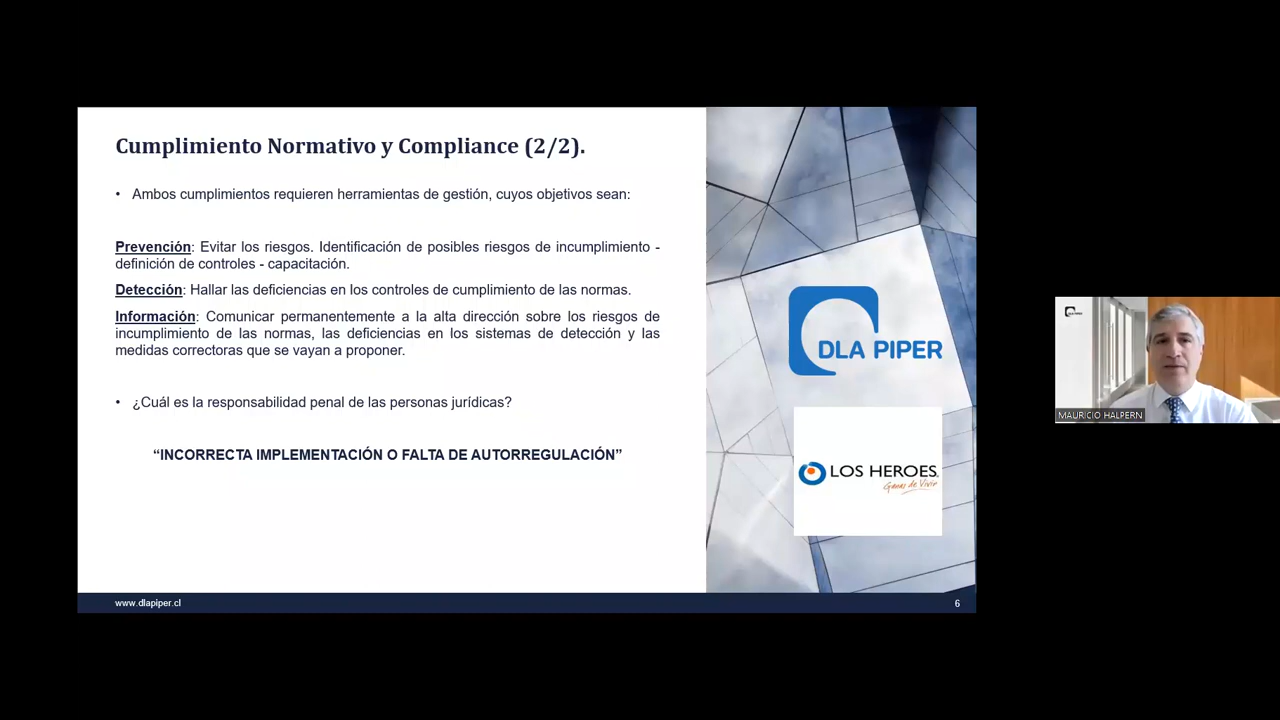 Cumplimiento Normativo y Compliance (2/2).
• Ambos cumplimientos requieren herramientas de gestión, cuyos objetivos sean:
Prevención: Evitar los riesgos. Identificación de posibles riesgos de incumplimiento -
definición de controles - capacitación.
Detección: Hallar las deficiencias en los controles de cumplimiento de las normas.
Información: Comunicar permanentemente a la alta dirección sobre los riesgos de
incumplimiento de las normas, las deficiencias en los sistemas de detección y las
medidas correctoras que se vayan a proponer.
• ¿Cuál es la responsabilidad penal de las personas jurídicas?
“INCORRECTA IMPLEMENTACIÓN O FALTA DE AUTORREGULACIÓN”
DLA PIPER
LOS HEROES
Ganas de Vivir
www.dlapiper.cl
6
DLA PIPER
MAURICIO HALPERN